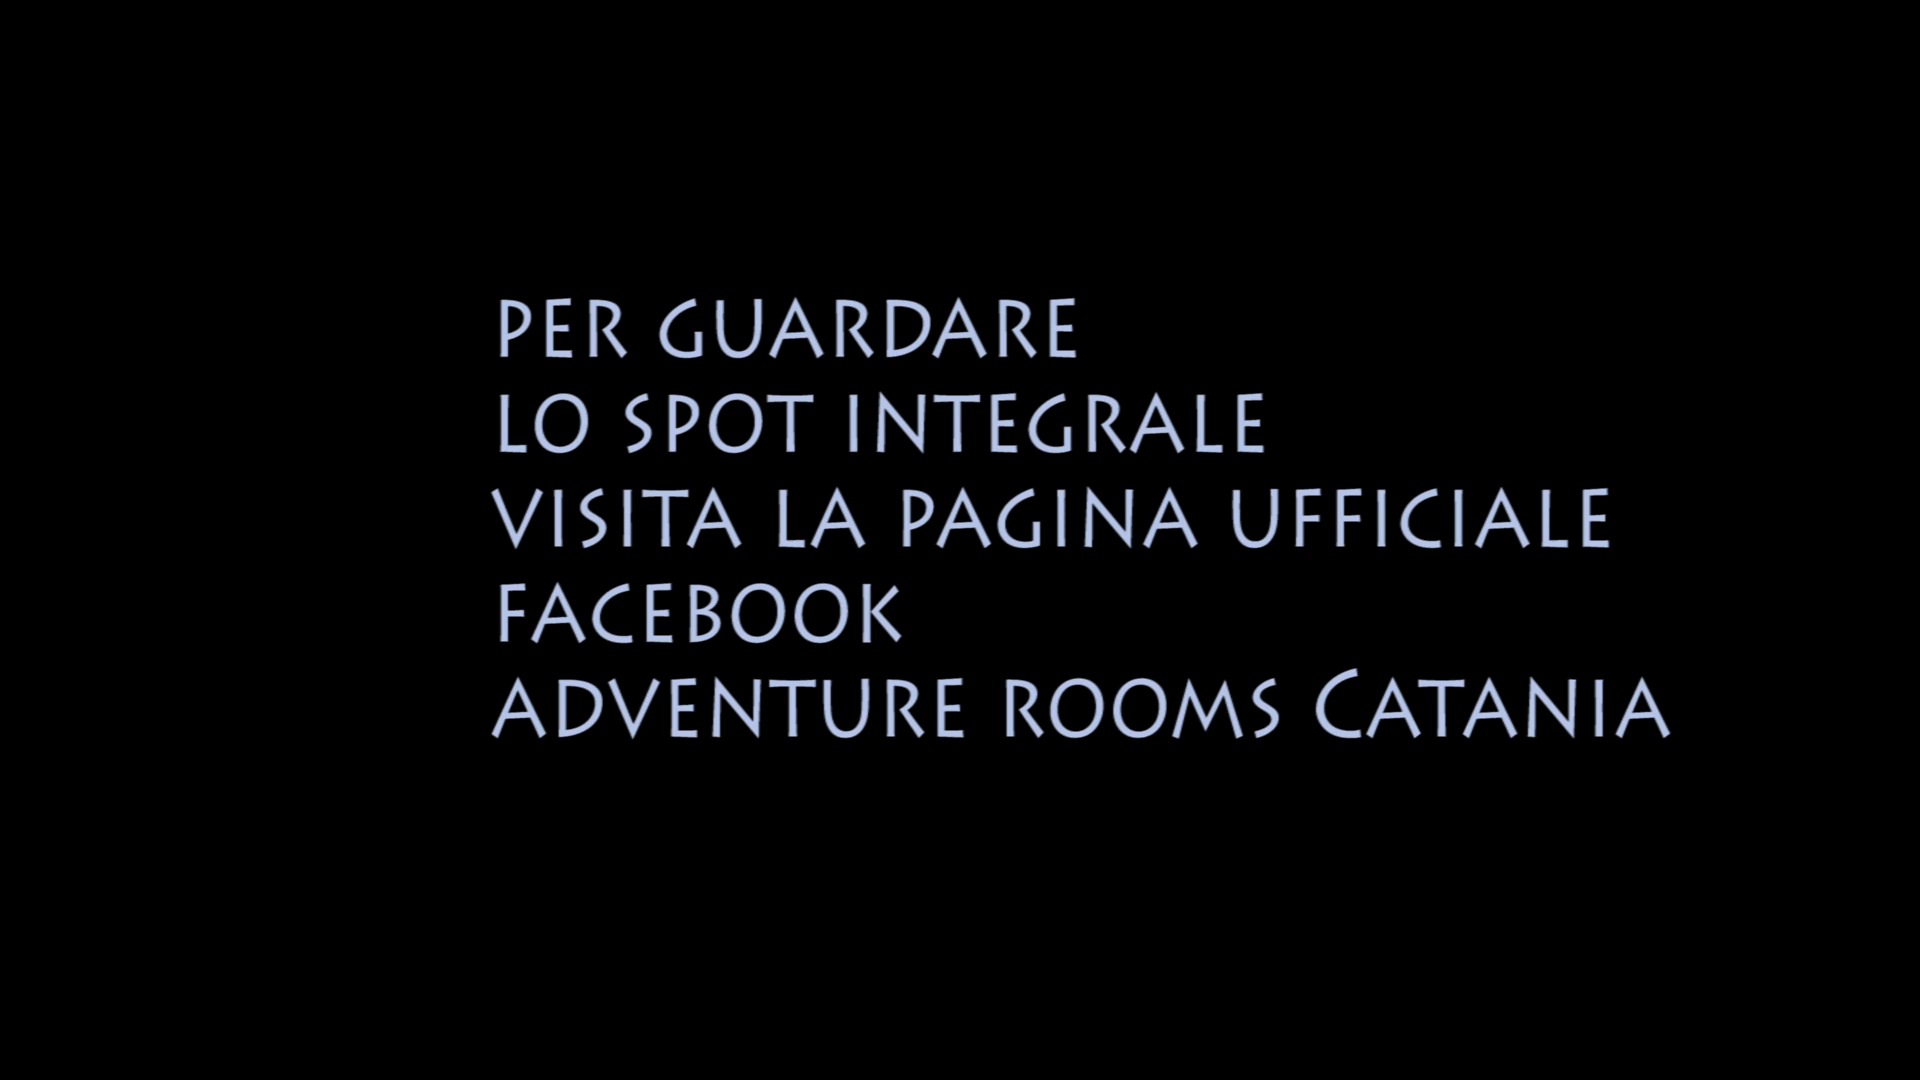 PER GUARDARE
LO SPOT INTEGRALE
VISITA LA PAGINA UFFICIALE
FACEBOOK
ADVENTURE ROOMS CATANIA